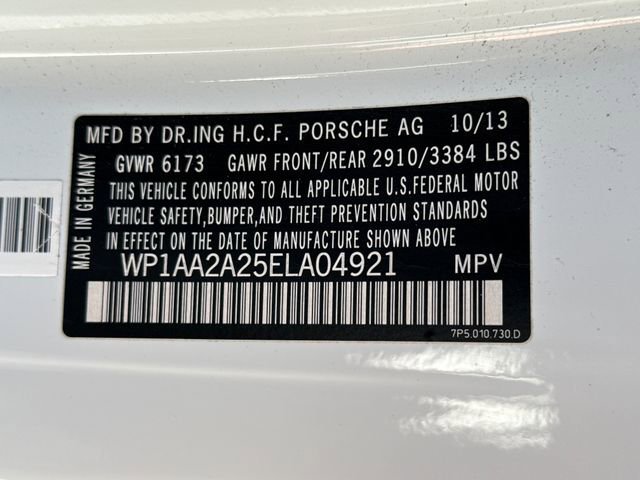 MFD BY DR.ING H.C.F. PORSCHE AG 10/13
GVWR 6173 GAWR FRONT/REAR 2910/3384 LBS
THIS VEHICLE CONFORMS TO ALL APPLICABLE U.S.FEDERAL MOTOR
VEHICLE SAFETY,BUMPER,AND THEFT PREVENTION STANDARDS
IN EFFECT ON THE DATE OF MANUFACTURE SHOWN ABOVE.
WP1AA2A25ELA04921 MPV
7P5.010.730.D
MADE IN GERMANY